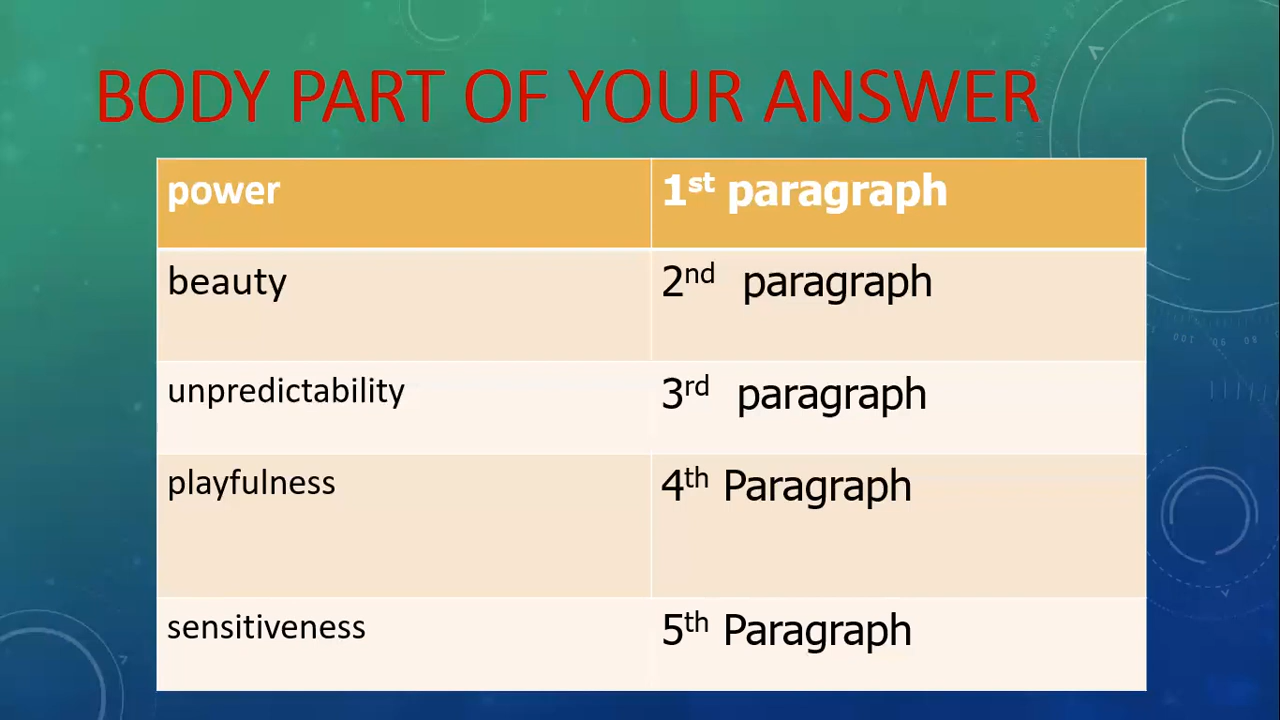 BODY PART OF YOUR ANSWER
power 1st paragraph
beauty 2nd paragraph
unpredictability 3rd paragraph
playfulness 4th Paragraph
sensitiveness 5th Paragraph